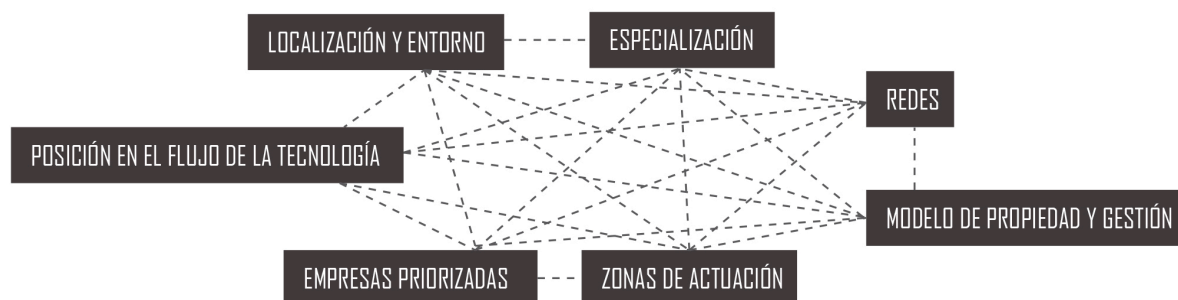 LOCALIZACIÓN Y ENTORNO
ESPECIALIZACIÓN
REDES
POSICIÓN EN EL FLUJO DE LA TECNOLOGÍA
MODELO DE PROPIEDAD Y GESTIÓN
EMPRESAS PRIORIZADAS
ZONAS DE ACTUACIÓN